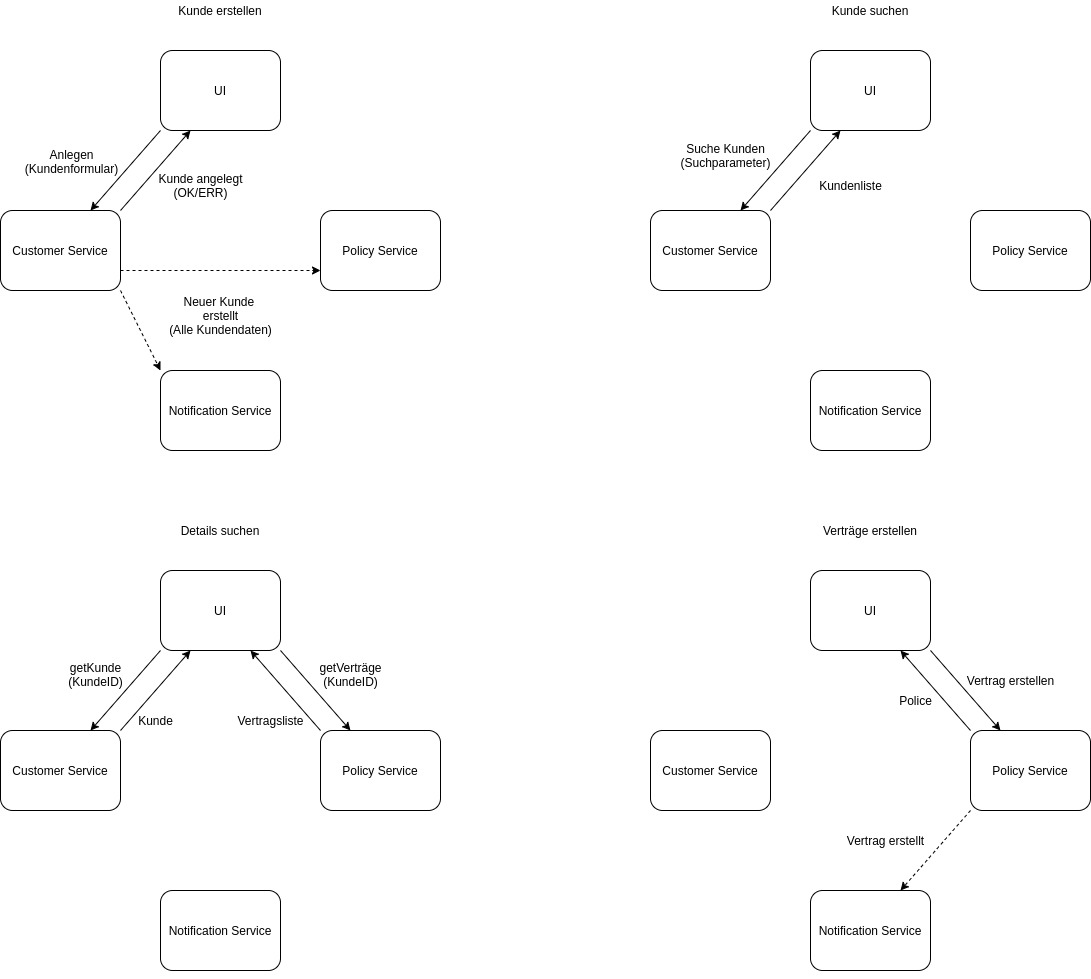 Kunde erstellen
UI
Anlegen
(Kundenformular)
Kunde angelegt
(OK/ERR)
Customer Service
Policy Service
Neuer Kunde
erstellt
(Alle Kundendaten)
Notification Service
Kunde suchen
UI
Suche Kunden
(Suchparameter)
Kundenliste
Customer Service
Policy Service
Notification Service
Details suchen
UI
getKunde
(KundeID)
getVerträge
(KundeID)
Kunde
Vertragsliste
Customer Service
Policy Service
Notification Service
Verträge erstellen
UI
Vertrag erstellen
Police
Customer Service
Policy Service
Vertrag erstellt
Notification Service